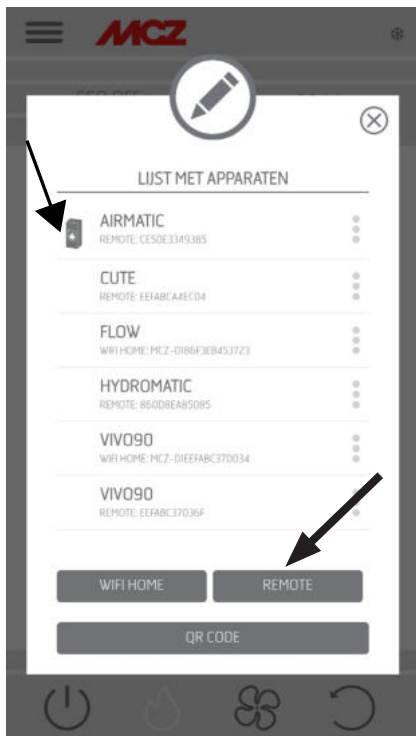 MCZ
LIJST MET APPARATEN
AIRMATIC
REMOTE: CE50E3349385
CUTE
REMOTE: EEFABCA4EC04
FLOW
WIFI HOME: MCZ-0186F3EB453723
HYDROMATIC
REMOTE: 860D8EA85085
VIVO90
WIFI HOME: MCZ-01EEFABC37D034
VIVO90
REMOTE: EEFABC37036F
WIFI HOME
REMOTE
QR CODE